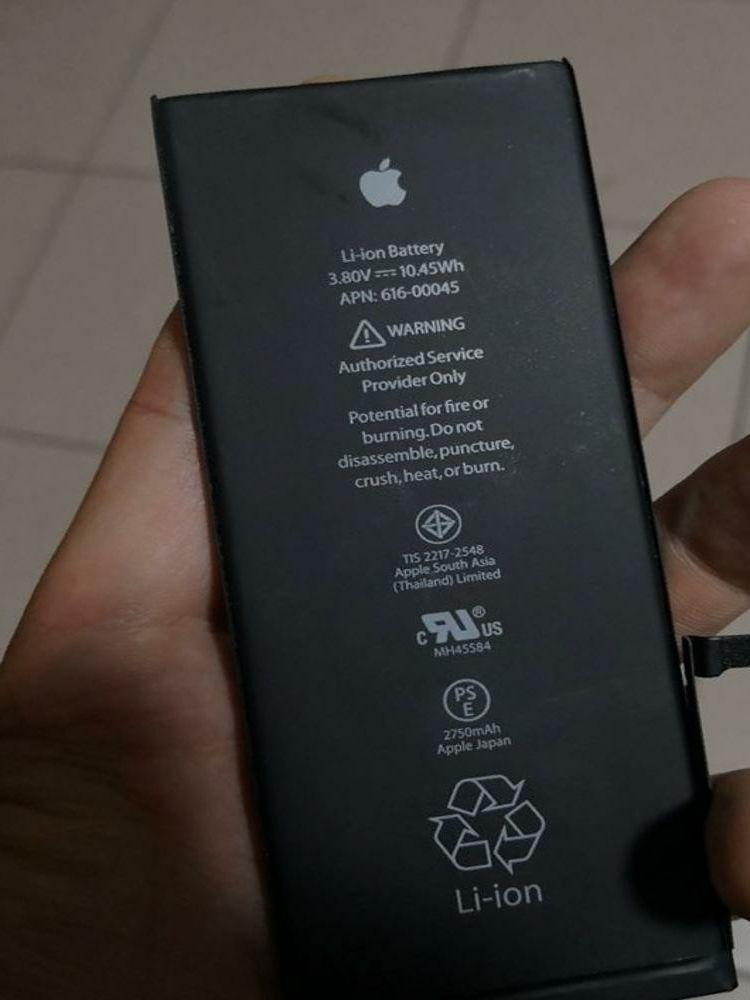 Li-ion Battery
3.80V ⎓ 10.45Wh
APN: 616-00045
WARNING
Authorized Service
Provider Only
Potential for fire or
burning. Do not
disassemble, puncture,
crush, heat, or burn.
TIS 2217-2548
Apple South Asia
(Thailand) Limited
c RU® US
MH45584
PS
E
2750mAh
Apple Japan
Li-ion